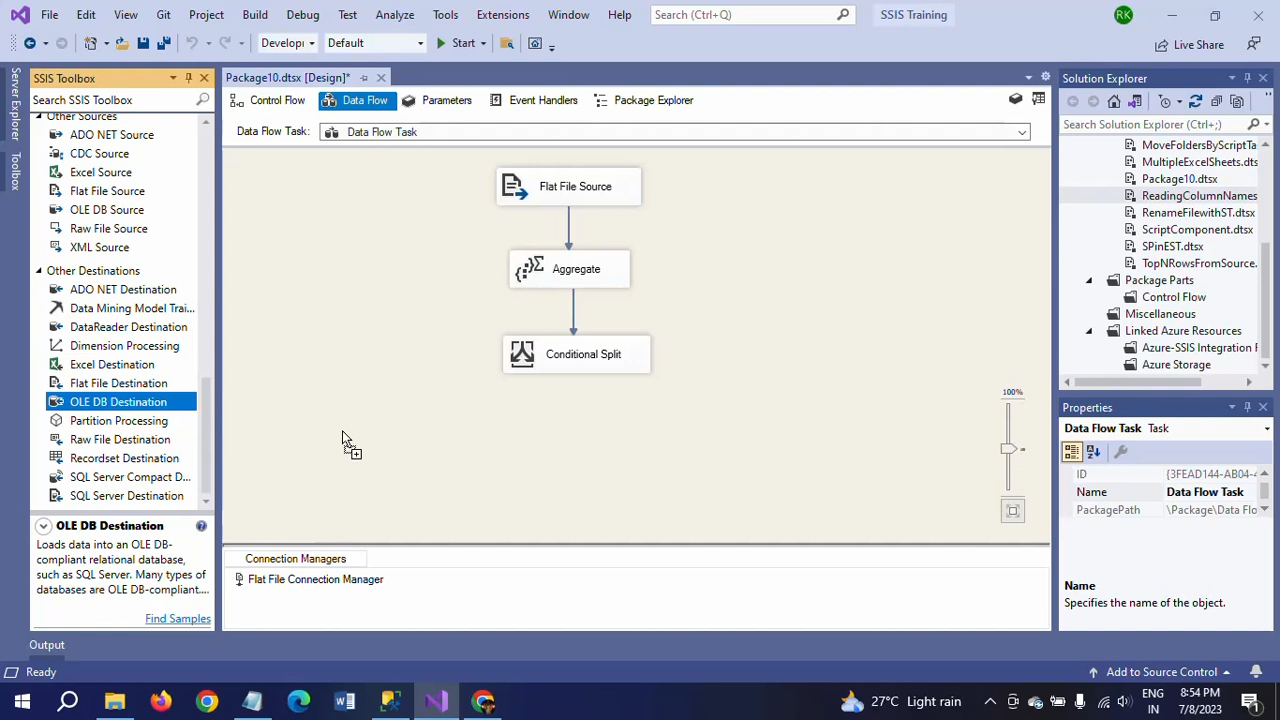 File Edit View Git Project Build Debug Test Analyze Tools Extensions Window Help Search (Ctrl+Q) SSIS Training RK
Developi Default Start Live Share
SSIS Toolbox
Search SSIS Toolbox
Other Sources
ADO NET Source
CDC Source
Excel Source
Flat File Source
OLE DB Source
Raw File Source
XML Source
Other Destinations
ADO NET Destination
Data Mining Model Trai...
DataReader Destination
Dimension Processing
Excel Destination
Flat File Destination
OLE DB Destination
Partition Processing
Raw File Destination
Recordset Destination
SQL Server Compact D...
SQL Server Destination
OLE DB Destination
Loads data into an OLE DB-
compliant relational database,
such as SQL Server. Many types of
databases are OLE DB-compliant....
Find Samples
Server Explorer
Toolbox
Package10.dtsx [Design]*
Control Flow Data Flow Parameters Event Handlers Package Explorer
Data Flow Task: Data Flow Task
Flat File Source
Aggregate
Conditional Split
100%
Connection Managers
Flat File Connection Manager
Solution Explorer
Search Solution Explorer (Ctrl+;)
MoveFoldersByScriptTa
MultipleExcelSheets.dts
Package10.dtsx
ReadingColumnNames
RenameFilewithST.dtsx
ScriptComponent.dtsx
SPinEST.dtsx
TopNRowsFromSource.
Package Parts
Control Flow
Miscellaneous
Linked Azure Resources
Azure-SSIS Integration R
Azure Storage
Properties
Data Flow Task Task
ID {3FEAD144-AB04-4
Name Data Flow Task
PackagePath \Package\Data Flo
Name
Specifies the name of the object.
Output
Ready Add to Source Control
27°C Light rain
ENG
IN
8:54 PM
7/8/2023
1